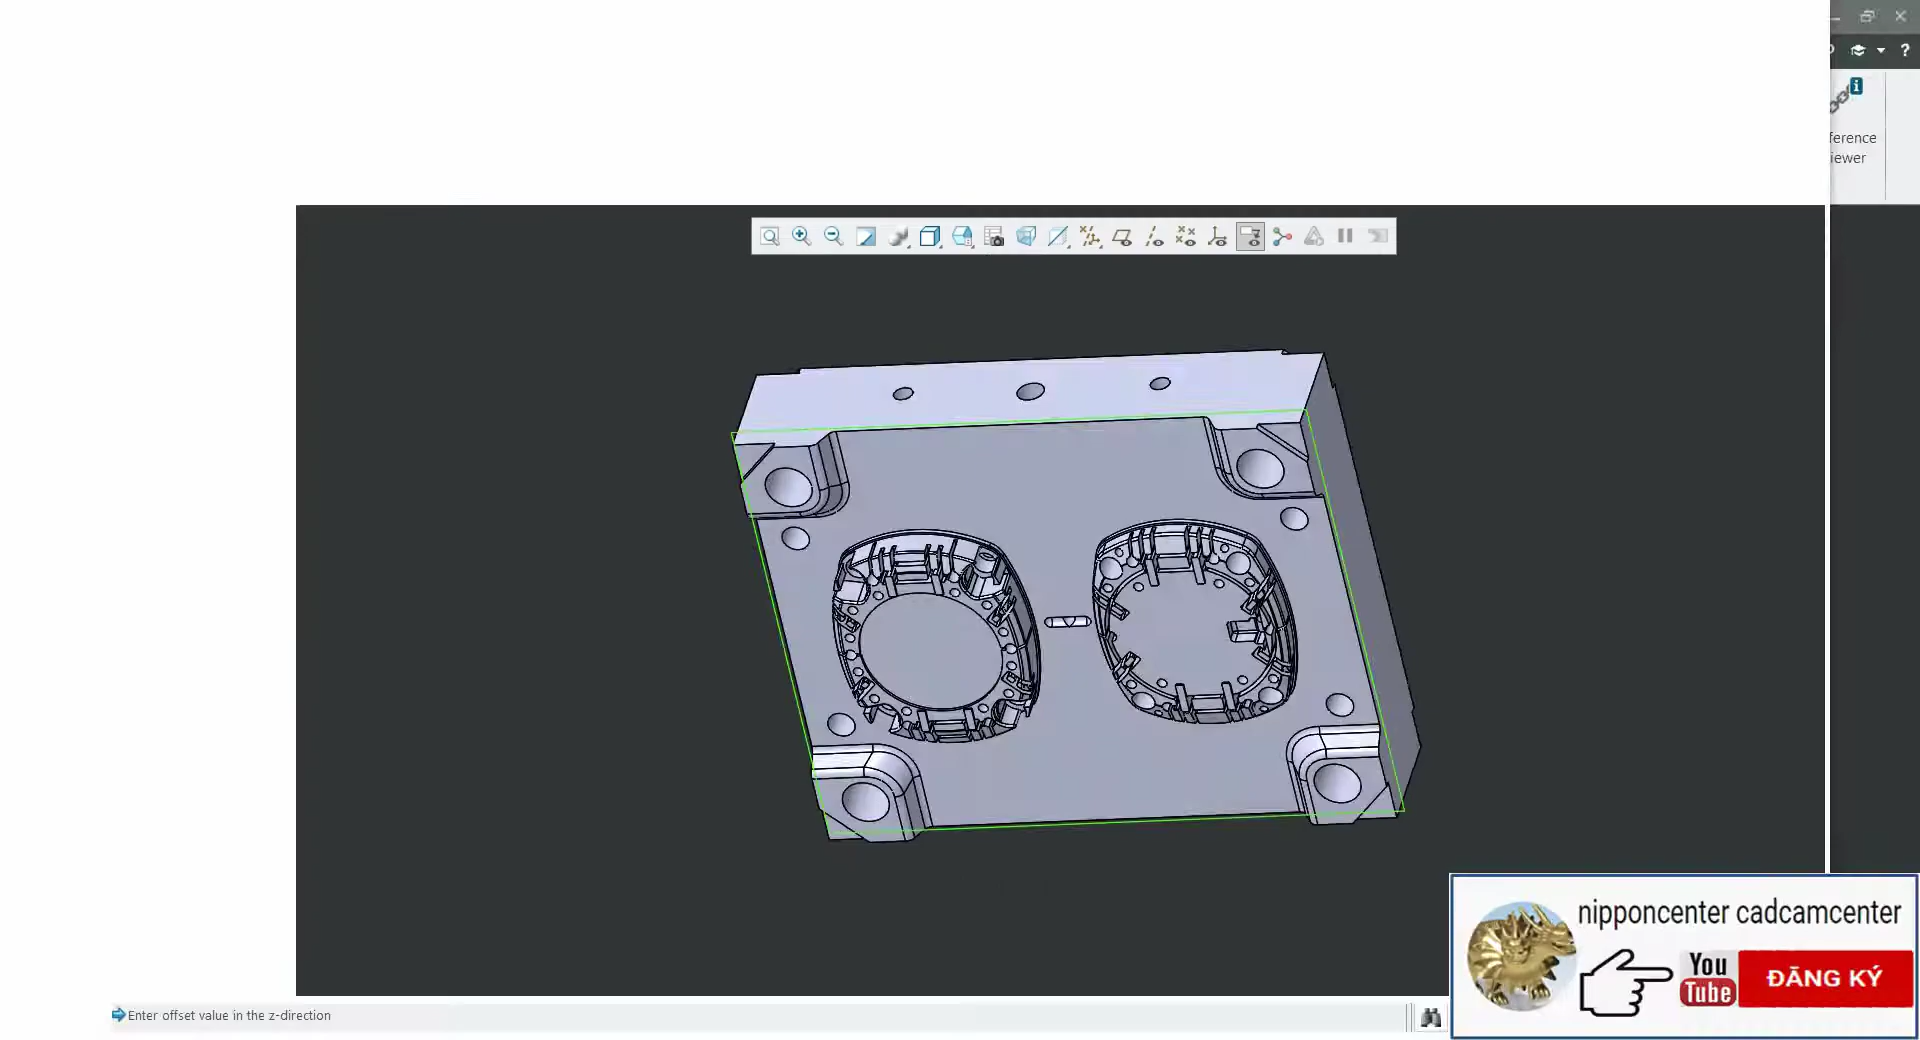 ?
ference
iewer
Enter offset value in the z-direction
nipponcenter cadcamcenter
You
Tube
ĐĂNG KÝ